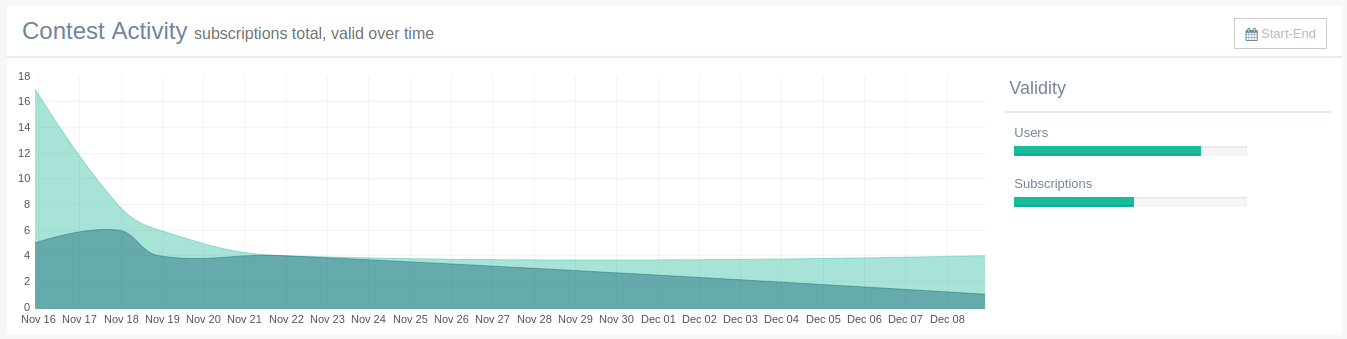 Contest Activity subscriptions total, valid over time
Start-End
18
16
14
12
10
8
6
4
2
0
Nov 16 Nov 17 Nov 18 Nov 19 Nov 20 Nov 21 Nov 22 Nov 23 Nov 24 Nov 25 Nov 26 Nov 27 Nov 28 Nov 29 Nov 30 Dec 01 Dec 02 Dec 03 Dec 04 Dec 05 Dec 06 Dec 07 Dec 08
Validity
Users
Subscriptions